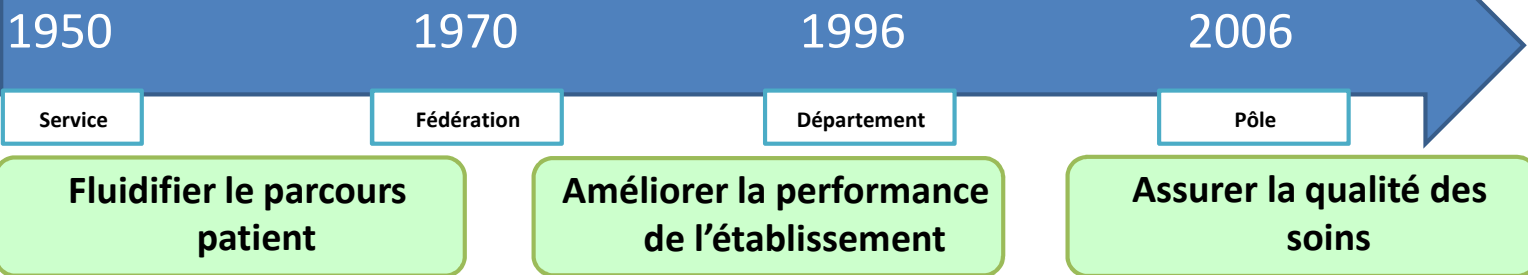 1950 1970 1996 2006
Service Fédération Département Pôle
Fluidifier le parcours
patient
Améliorer la performance
de l'établissement
Assurer la qualité des
soins